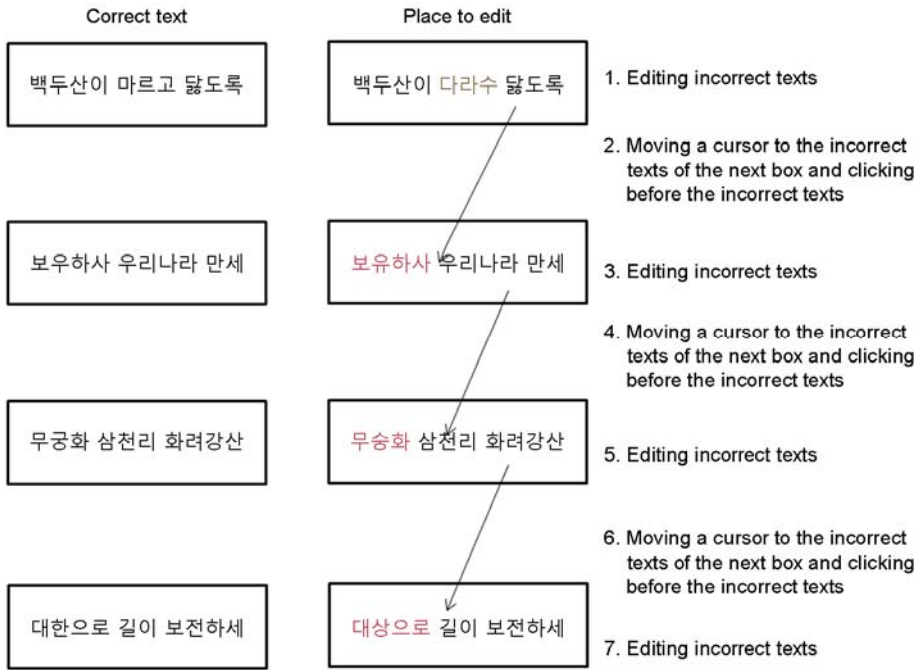 Correct text
Place to edit
백두산이 마르고 닳도록
백두산이 다라수 닳도록
1. Editing incorrect texts
2. Moving a cursor to the incorrect
texts of the next box and clicking
before the incorrect texts
보우하사 우리나라 만세
보유하사 우리나라 만세
3. Editing incorrect texts
4. Moving a cursor to the incorrect
texts of the next box and clicking
before the incorrect texts
무궁화 삼천리 화려강산
무숭화 삼천리 화려강산
5. Editing incorrect texts
6. Moving a cursor to the incorrect
texts of the next box and clicking
before the incorrect texts
대한으로 길이 보전하세
대상으로 길이 보전하세
7. Editing incorrect texts